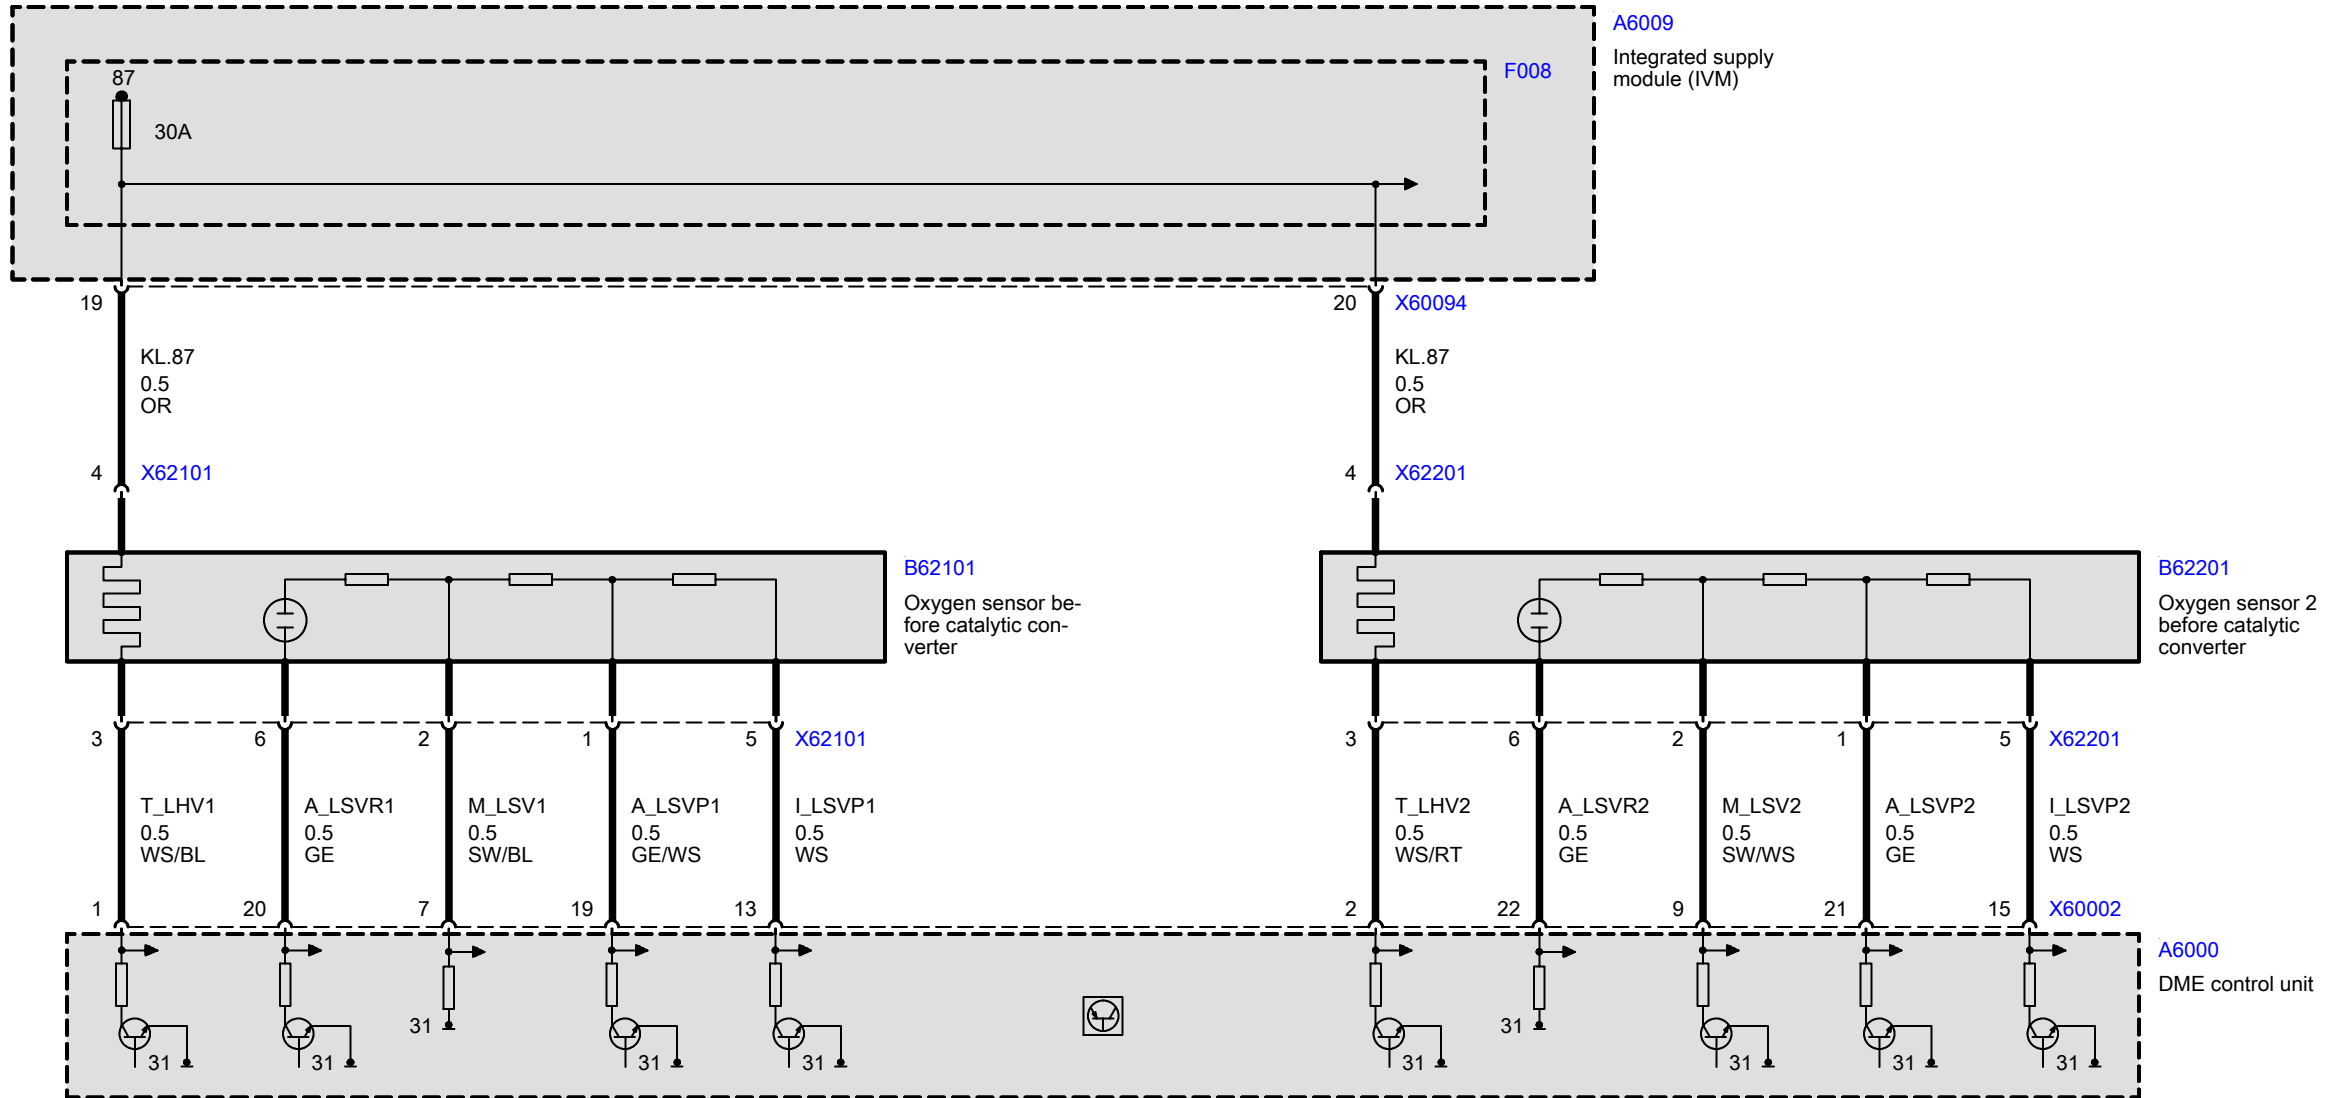 A6009
Integrated supply
module (IVM)
F008
87
30A
19
20 X60094
KL.87
0.5
OR
KL.87
0.5
OR
4 X62101
4 X62201
B62101
Oxygen sensor be-
fore catalytic con-
verter
B62201
Oxygen sensor 2
before catalytic
converter
3 6 2 1 5 X62101
3 6 2 1 5 X62201
T_LHV1 A_LSVR1 M_LSV1 A_LSVP1 I_LSVP1
0.5 0.5 0.5 0.5 0.5
WS/BL GE SW/BL GE/WS WS
T_LHV2 A_LSVR2 M_LSV2 A_LSVP2 I_LSVP2
0.5 0.5 0.5 0.5 0.5
WS/RT GE SW/WS GE WS
1 20 7 19 13
2 22 9 21 15 X60002
A6000
DME control unit
31 31
31 31 31 31 31 31 31 31